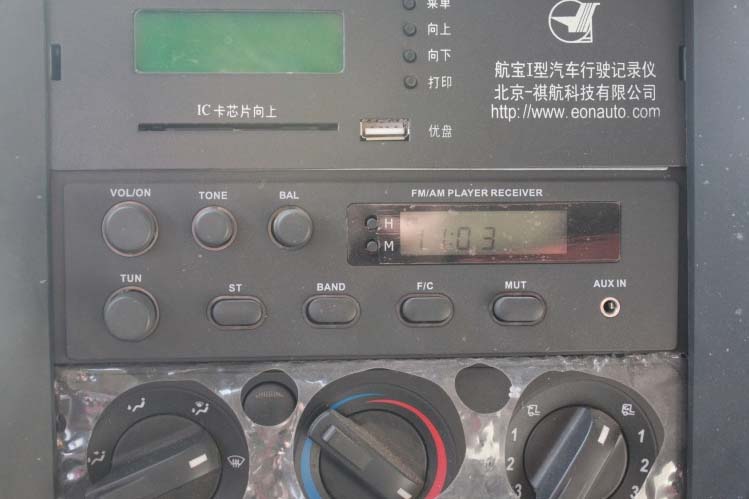 菜单
向上
向下
打印
IC卡芯片向上
优盘
航宝I型汽车行驶记录仪
北京一祺航科技有限公司
http://www.eonauto.com
VOL/ON
TONE
BAL
FM/AM PLAYER RECEIVER
H
M
11:03
TUN
ST
BAND
F/C
MUT
AUX IN
1
2
3
1
2
3